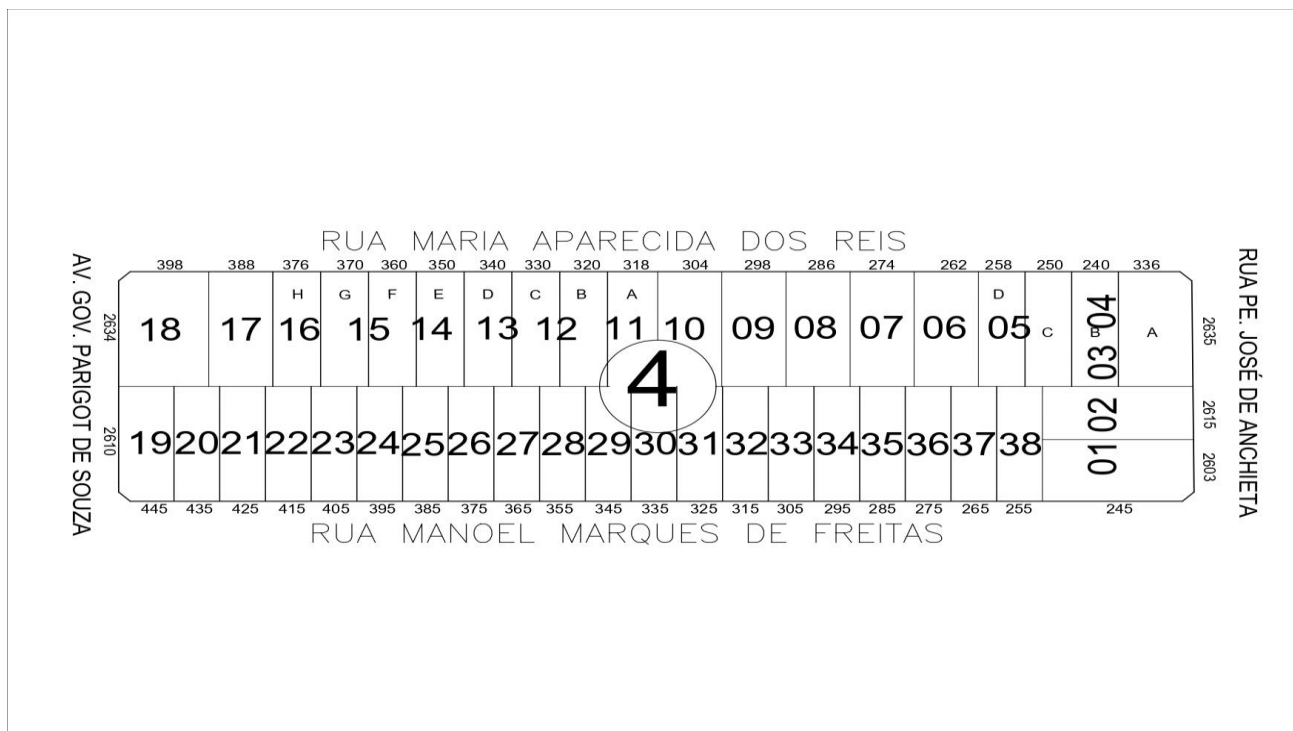 RUA MARIA APARECIDA DOS REIS
398 388 376 370 360 350 340 330 320 318 304 298 286 274 262 258 250 240 336
H G F E D C B A D
18 17 16 15 14 13 12 11 10 09 08 07 06 05 C B A
03 04
4
19 20 21 22 23 24 25 26 27 28 29 30 31 32 33 34 35 36 37 38
01 02
445 435 425 415 405 395 385 375 365 355 345 335 325 315 305 295 285 275 265 255 245
RUA MANOEL MARQUES DE FREITAS
AV. GOV. PARIGOT DE SOUZA
2634
2610
2635
2615
2603
RUA PE. JOSÉ DE ANCHIETA